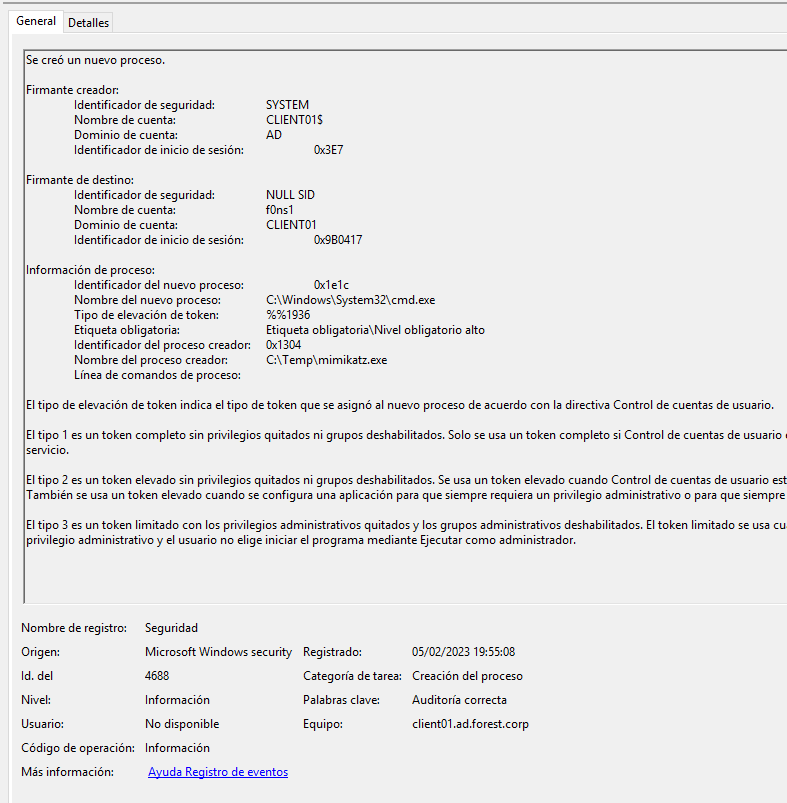 General Detalles
Se creó un nuevo proceso.
Firmante creador:
Identificador de seguridad: SYSTEM
Nombre de cuenta: CLIENT01$
Dominio de cuenta: AD
Identificador de inicio de sesión: 0x3E7
Firmante de destino:
Identificador de seguridad: NULL SID
Nombre de cuenta: f0ns1
Dominio de cuenta: CLIENT01
Identificador de inicio de sesión: 0x9B0417
Información de proceso:
Identificador del nuevo proceso: 0x1e1c
Nombre del nuevo proceso: C:\Windows\System32\cmd.exe
Tipo de elevación de token: %%1936
Etiqueta obligatoria: Etiqueta obligatoria\Nivel obligatorio alto
Identificador del proceso creador: 0x1304
Nombre del proceso creador: C:\Temp\mimikatz.exe
Línea de comandos de proceso:
El tipo de elevación de token indica el tipo de token que se asignó al nuevo proceso de acuerdo con la directiva Control de cuentas de usuario.
El tipo 1 es un token completo sin privilegios quitados ni grupos deshabilitados. Solo se usa un token completo si Control de cuentas de usuario
servicio.
El tipo 2 es un token elevado sin privilegios quitados ni grupos deshabilitados. Se usa un token elevado cuando Control de cuentas de usuario est
También se usa un token elevado cuando se configura una aplicación para que siempre requiera un privilegio administrativo o para que siempre
El tipo 3 es un token limitado con los privilegios administrativos quitados y los grupos administrativos deshabilitados. El token limitado se usa cu
privilegio administrativo y el usuario no elige iniciar el programa mediante Ejecutar como administrador.
Nombre de registro: Seguridad
Origen: Microsoft Windows security Registrado: 05/02/2023 19:55:08
Id. del 4688 Categoría de tarea: Creación del proceso
Nivel: Información Palabras clave: Auditoría correcta
Usuario: No disponible Equipo: client01.ad.forest.corp
Código de operación: Información
Más información: Ayuda Registro de eventos